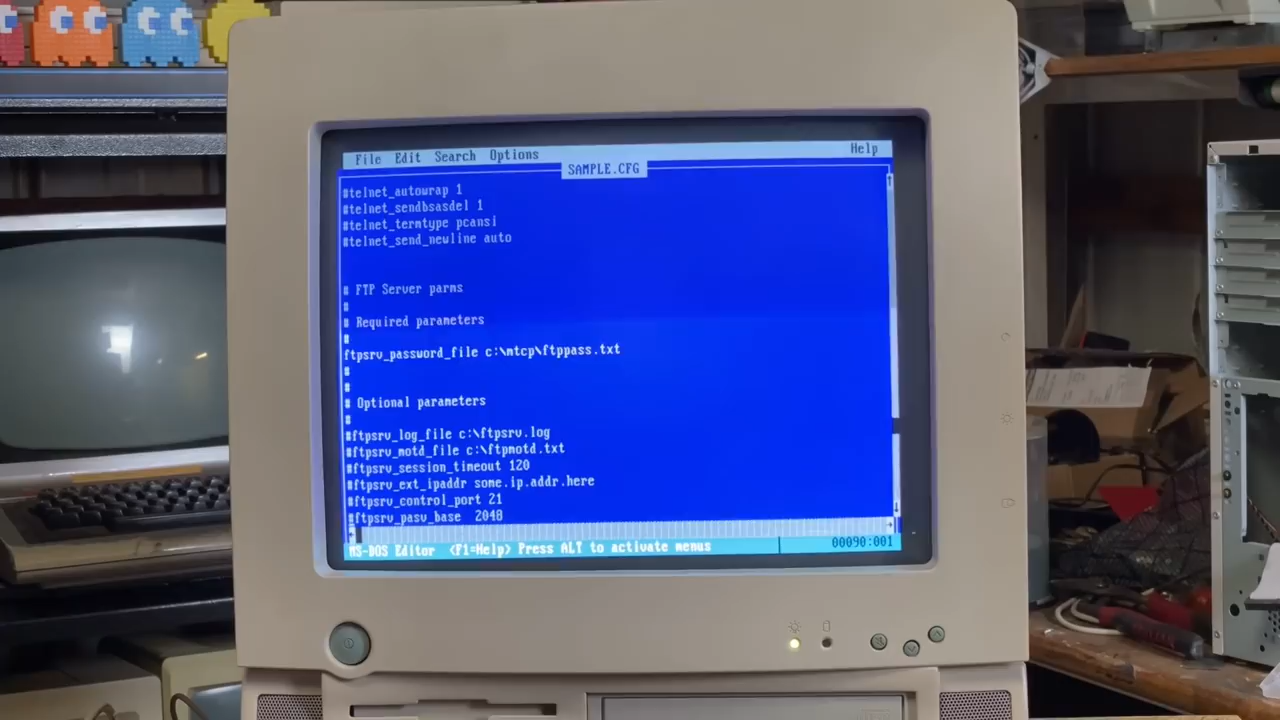 File Edit Search Options Help
SAMPLE.CFG
#telnet_autowrap 1
#telnet_sendbsasdel 1
#telnet_termtype pcansi
#telnet_send_newline auto
# FTP Server parms
#
# Required parameters
#
ftpsrv_password_file c:\mtcp\ftppass.txt
#
#
# Optional parameters
#
#ftpsrv_log_file c:\ftpsrv.log
#ftpsrv_motd_file c:\ftpmotd.txt
#ftpsrv_session_timeout 120
#ftpsrv_ext_ipaddr some.ip.addr.here
#ftpsrv_control_port 21
#ftpsrv_pasv_base 2048
MS-DOS Editor <F1=Help> Press ALT to activate menus 00090:001